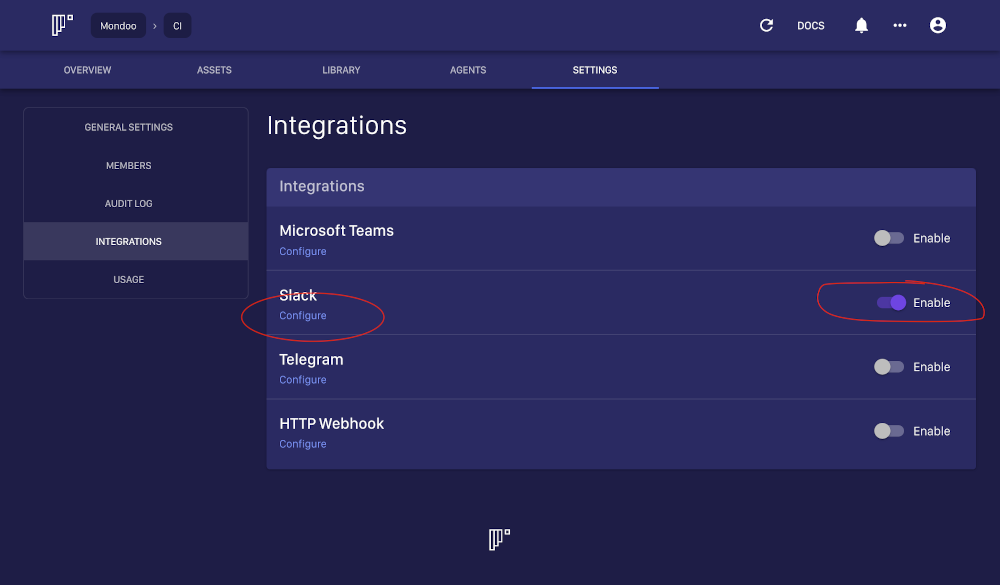 Mondoo › CI DOCS
OVERVIEW ASSETS LIBRARY AGENTS SETTINGS
GENERAL SETTINGS
MEMBERS
AUDIT LOG
INTEGRATIONS
USAGE
Integrations
Integrations
Microsoft Teams
Configure
Enable
Slack
Configure
Enable
Telegram
Configure
Enable
HTTP Webhook
Configure
Enable